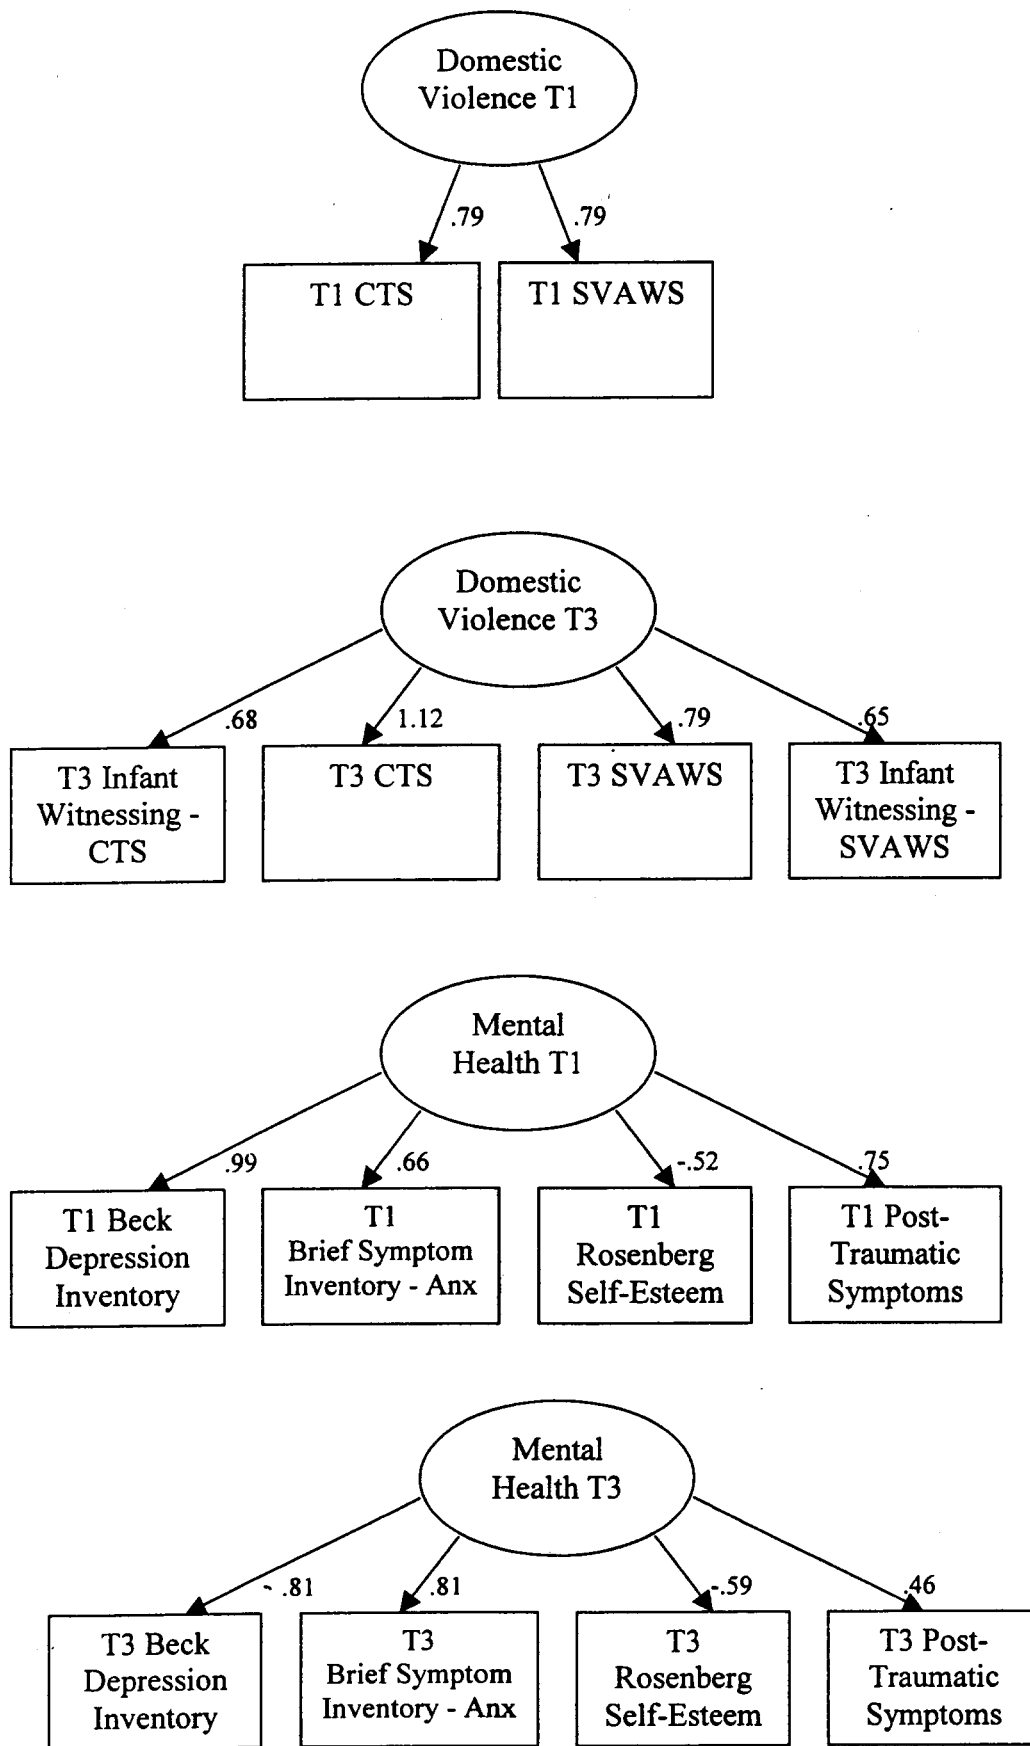 Domestic
Violence T1
.79
.79
T1 CTS
T1 SVAWS
Domestic
Violence T3
.68
1.12
.79
.65
T3 Infant
Witnessing -
CTS
T3 CTS
T3 SVAWS
T3 Infant
Witnessing -
SVAWS
Mental
Health T1
.99
.66
-.52
.75
T1 Beck
Depression
Inventory
T1
Brief Symptom
Inventory - Anx
T1
Rosenberg
Self-Esteem
T1 Post-
Traumatic
Symptoms
Mental
Health T3
- .81
.81
-.59
.46
T3 Beck
Depression
Inventory
T3
Brief Symptom
Inventory - Anx
T3
Rosenberg
Self-Esteem
T3 Post-
Traumatic
Symptoms